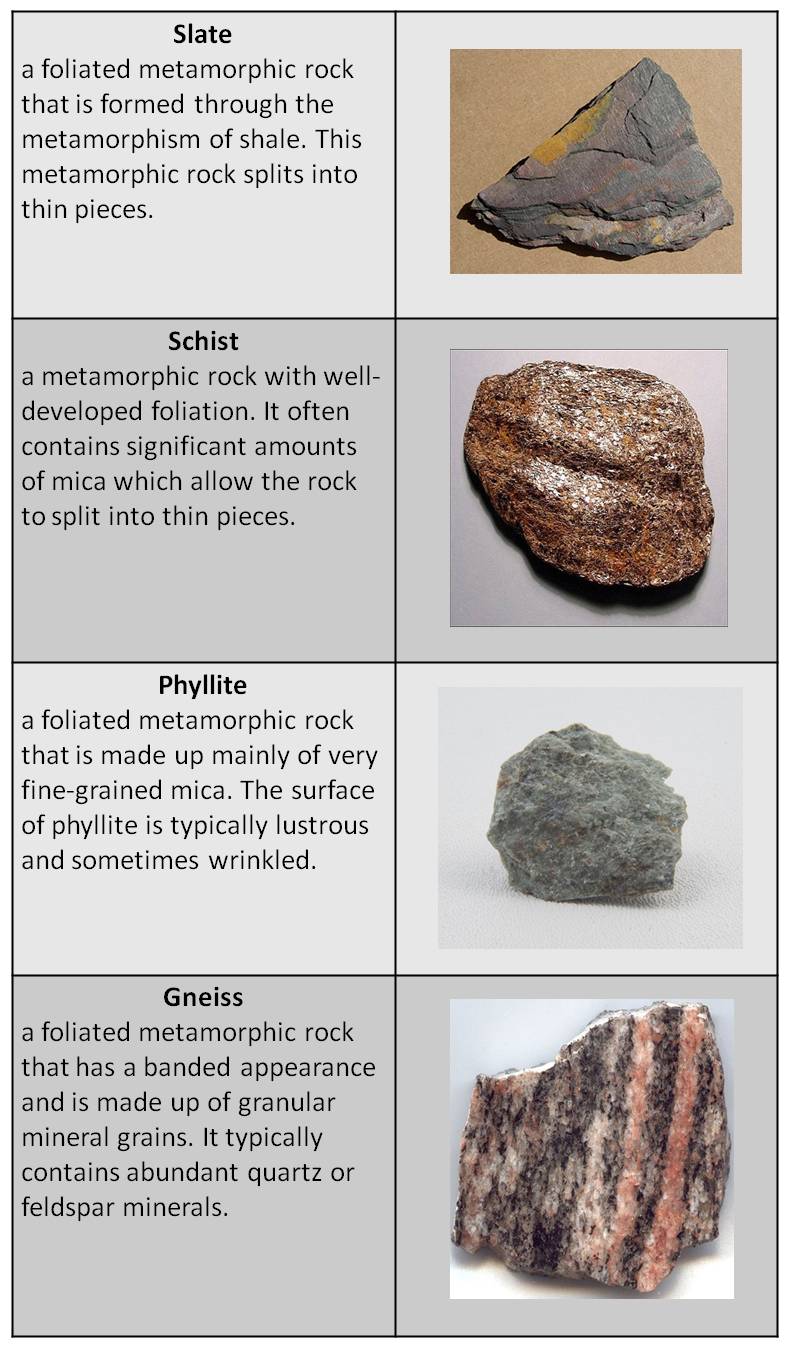 Slate
a foliated metamorphic rock
that is formed through the
metamorphism of shale. This
metamorphic rock splits into
thin pieces.
Schist
a metamorphic rock with well-
developed foliation. It often
contains significant amounts
of mica which allow the rock
to split into thin pieces.
Phyllite
a foliated metamorphic rock
that is made up mainly of very
fine-grained mica. The surface
of phyllite is typically lustrous
and sometimes wrinkled.
Gneiss
a foliated metamorphic rock
that has a banded appearance
and is made up of granular
mineral grains. It typically
contains abundant quartz or
feldspar minerals.